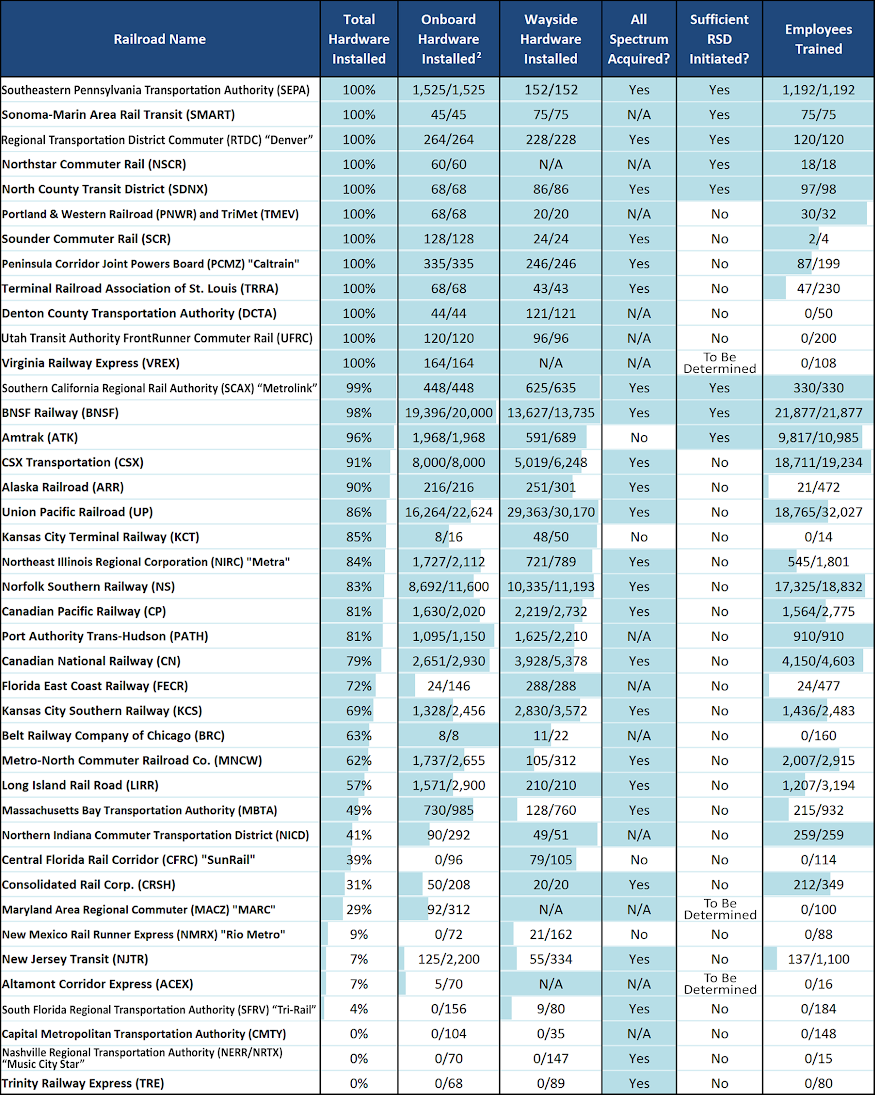 Railroad Name Total Hardware Installed Onboard Hardware Installed² Wayside Hardware Installed All Spectrum Acquired? Sufficient RSD Initiated? Employees Trained
Southeastern Pennsylvania Transportation Authority (SEPA) 100% 1,525/1,525 152/152 Yes Yes 1,192/1,192
Sonoma-Marin Area Rail Transit (SMART) 100% 45/45 75/75 N/A Yes 75/75
Regional Transportation District Commuter (RTDC) “Denver” 100% 264/264 228/228 Yes Yes 120/120
Northstar Commuter Rail (NSCR) 100% 60/60 N/A N/A Yes 18/18
North County Transit District (SDNX) 100% 68/68 86/86 Yes Yes 97/98
Portland & Western Railroad (PNWR) and TriMet (TMEV) 100% 68/68 20/20 N/A No 30/32
Sounder Commuter Rail (SCR) 100% 128/128 24/24 Yes No 2/4
Peninsula Corridor Joint Powers Board (PCMZ) "Caltrain" 100% 335/335 246/246 Yes No 87/199
Terminal Railroad Association of St. Louis (TRRA) 100% 68/68 43/43 Yes No 47/230
Denton County Transportation Authority (DCTA) 100% 44/44 121/121 N/A No 0/50
Utah Transit Authority FrontRunner Commuter Rail (UFRC) 100% 120/120 96/96 N/A No 0/200
Virginia Railway Express (VREX) 100% 164/164 N/A N/A To Be Determined 0/108
Southern California Regional Rail Authority (SCAX) “Metrolink” 99% 448/448 625/635 Yes Yes 330/330
BNSF Railway (BNSF) 98% 19,396/20,000 13,627/13,735 Yes Yes 21,877/21,877
Amtrak (ATK) 96% 1,968/1,968 591/689 No Yes 9,817/10,985
CSX Transportation (CSX) 91% 8,000/8,000 5,019/6,248 Yes No 18,711/19,234
Alaska Railroad (ARR) 90% 216/216 251/301 Yes No 21/472
Union Pacific Railroad (UP) 86% 16,264/22,624 29,363/30,170 Yes No 18,765/32,027
Kansas City Terminal Railway (KCT) 85% 8/16 48/50 No No 0/14
Northeast Illinois Regional Corporation (NIRC) "Metra" 84% 1,727/2,112 721/789 Yes No 545/1,801
Norfolk Southern Railway (NS) 83% 8,692/11,600 10,335/11,193 Yes No 17,325/18,832
Canadian Pacific Railway (CP) 81% 1,630/2,020 2,219/2,732 Yes No 1,564/2,775
Port Authority Trans-Hudson (PATH) 81% 1,095/1,150 1,625/2,210 N/A No 910/910
Canadian National Railway (CN) 79% 2,651/2,930 3,928/5,378 Yes No 4,150/4,603
Florida East Coast Railway (FECR) 72% 24/146 288/288 N/A No 24/477
Kansas City Southern Railway (KCS) 69% 1,328/2,456 2,830/3,572 Yes No 1,436/2,483
Belt Railway Company of Chicago (BRC) 63% 8/8 11/22 N/A No 0/160
Metro-North Commuter Railroad Co. (MNCW) 62% 1,737/2,655 105/312 Yes No 2,007/2,915
Long Island Rail Road (LIRR) 57% 1,571/2,900 210/210 Yes No 1,207/3,194
Massachusetts Bay Transportation Authority (MBTA) 49% 730/985 128/760 Yes No 215/932
Northern Indiana Commuter Transportation District (NICD) 41% 90/292 49/51 N/A No 259/259
Central Florida Rail Corridor (CFRC) "SunRail" 39% 0/96 79/105 No No 0/114
Consolidated Rail Corp. (CRSH) 31% 50/208 20/20 Yes No 212/349
Maryland Area Regional Commuter (MACZ) "MARC" 29% 92/312 N/A N/A To Be Determined 0/100
New Mexico Rail Runner Express (NMRX) "Rio Metro" 9% 0/72 21/162 No No 0/88
New Jersey Transit (NJTR) 7% 125/2,200 55/334 Yes No 137/1,100
Altamont Corridor Express (ACEX) 7% 5/70 N/A N/A To Be Determined 0/16
South Florida Regional Transportation Authority (SFRV) “Tri-Rail” 4% 0/156 9/80 Yes No 0/184
Capital Metropolitan Transportation Authority (CMTY) 0% 0/104 0/35 N/A No 0/148
Nashville Regional Transportation Authority (NERR/NRTX) “Music City Star” 0% 0/70 0/147 Yes No 0/15
Trinity Railway Express (TRE) 0% 0/68 0/89 Yes No 0/80